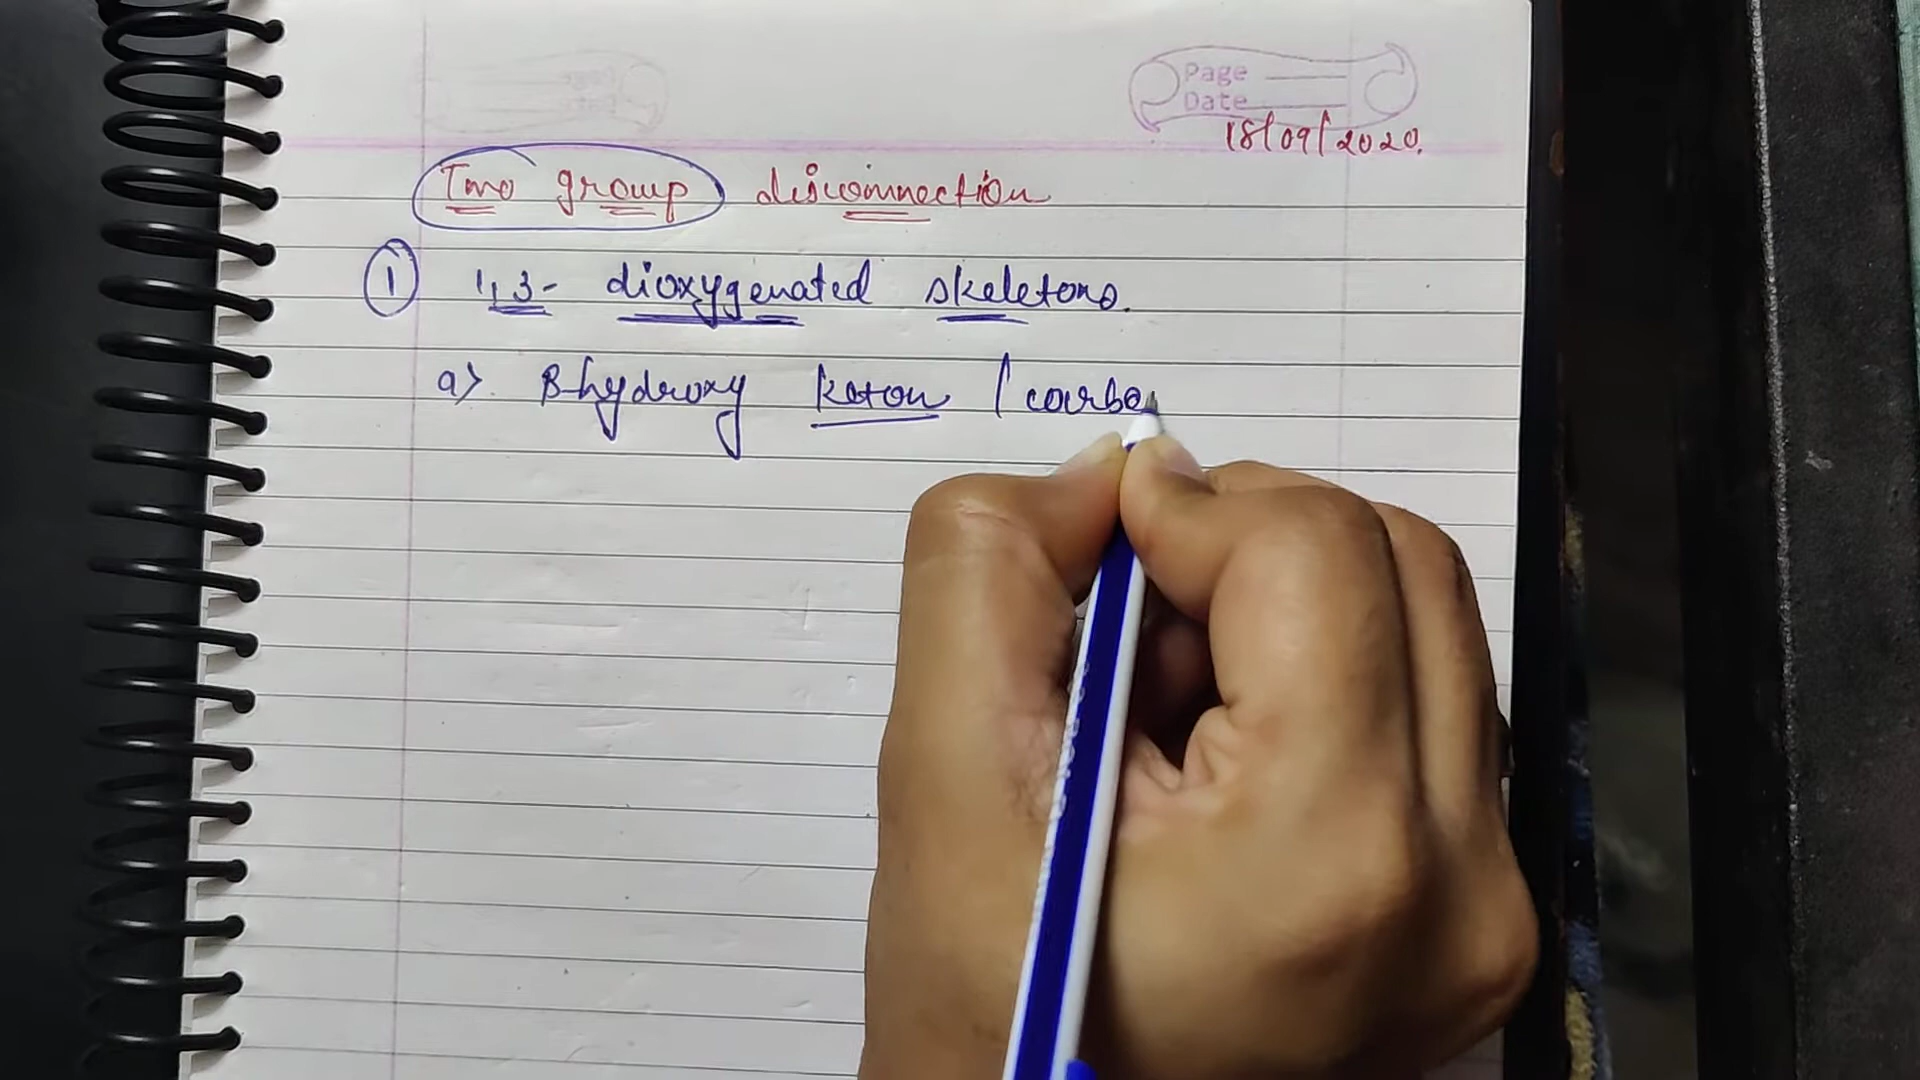 Page
Date
18/09/2020.
Two group disconnection
① 1,3- dioxygenated skeletons.
a> β hydroxy keton / carbo